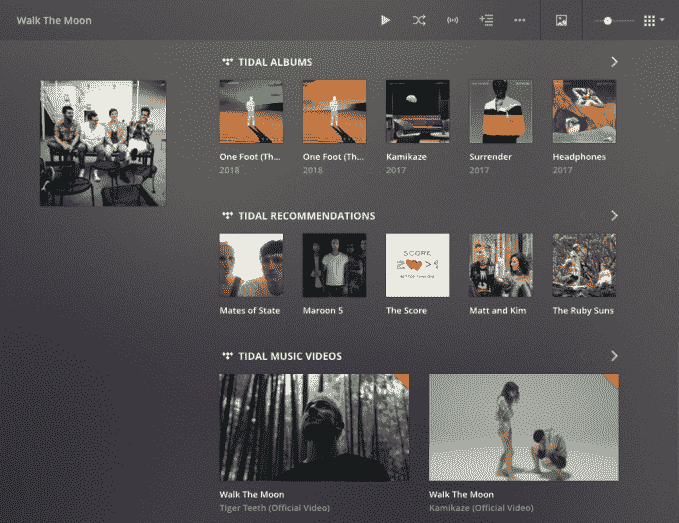 Walk The Moon
TIDAL ALBUMS
One Foot (Th... One Foot (Th... Kamikaze Surrender Headphones
2018 2018 2017 2017 2017
TIDAL RECOMMENDATIONS
SCORE
Mates of State Maroon 5 The Score Matt and Kim The Ruby Suns
TIDAL MUSIC VIDEOS
Walk The Moon Walk The Moon
Tiger Teeth (Official Video) Kamikaze (Official Video)